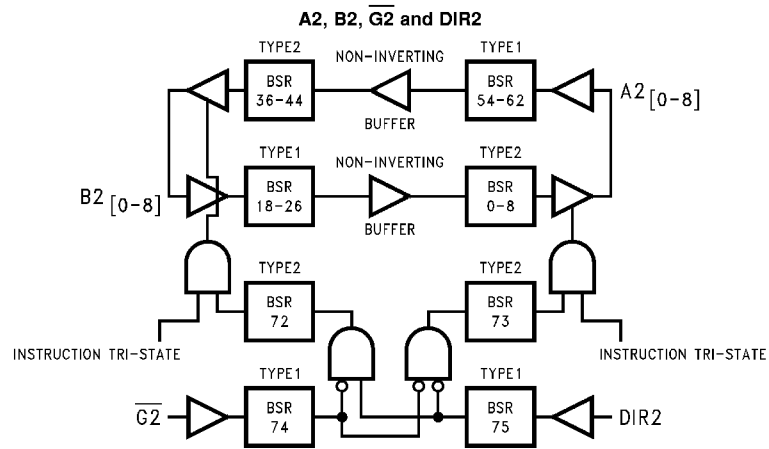 A2, B2, G2 and DIR2
TYPE2
NON-INVERTING
TYPE1
BSR
36-44
BSR
54-62
A2[0-8]
BUFFER
TYPE1
NON-INVERTING
TYPE2
B2[0-8]
BSR
18-26
BSR
0-8
BUFFER
TYPE2
TYPE2
BSR
72
BSR
73
INSTRUCTION TRI-STATE
INSTRUCTION TRI-STATE
TYPE1
TYPE1
G2
BSR
74
BSR
75
DIR2